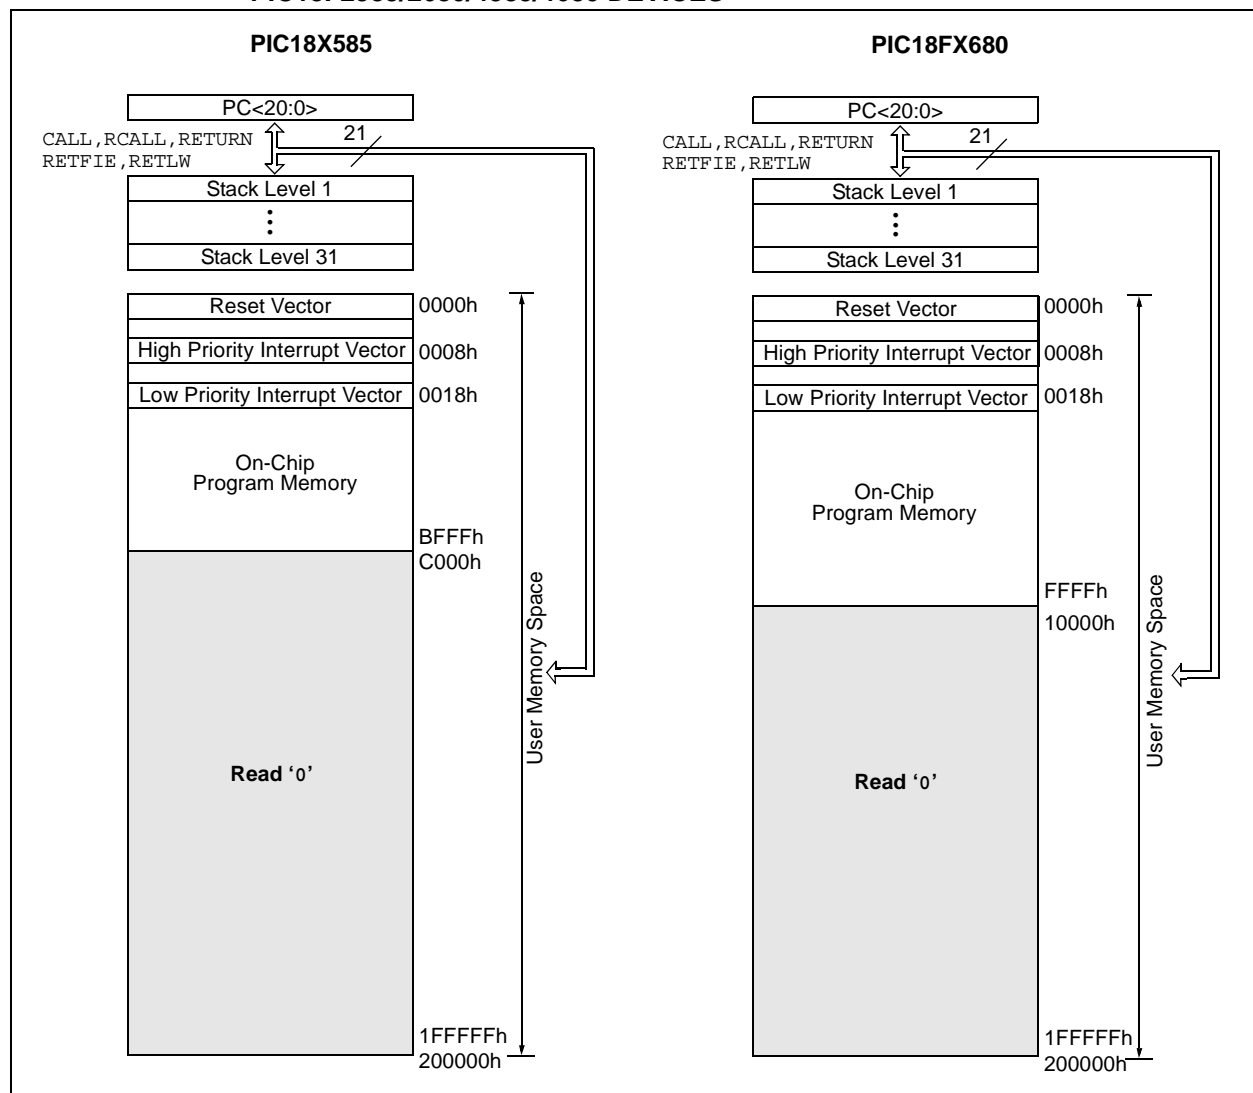 PIC18X585
PC<20:0>
21
CALL,RCALL,RETURN
RETFIE,RETLW
Stack Level 1
Stack Level 31
Reset Vector
0000h
High Priority Interrupt Vector
0008h
Low Priority Interrupt Vector
0018h
On-Chip
Program Memory
BFFFh
C000h
User Memory Space
Read ‘0’
1FFFFFh
200000h
PIC18FX680
PC<20:0>
21
CALL,RCALL,RETURN
RETFIE,RETLW
Stack Level 1
Stack Level 31
Reset Vector
0000h
High Priority Interrupt Vector
0008h
Low Priority Interrupt Vector
0018h
On-Chip
Program Memory
FFFFh
10000h
User Memory Space
Read ‘0’
1FFFFFh
200000h